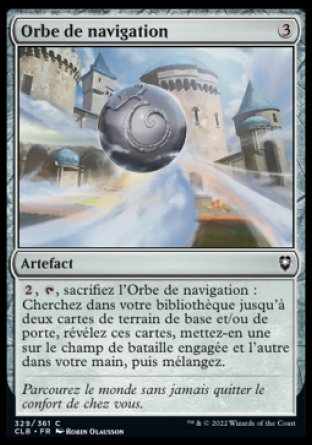 Orbe de navigation 3
Artefact
2, , sacrifiez l'Orbe de navigation :
Cherchez dans votre bibliothèque jusqu'à
deux cartes de terrain de base et/ou de
porte, révélez ces cartes, mettez-en une
sur le champ de bataille engagée et l'autre
dans votre main, puis mélangez.
Parcourez le monde sans jamais quitter le
confort de chez vous.
329/361 C
CLB • FR Robin Olausson
™ & © 2022 Wizards of the Coast